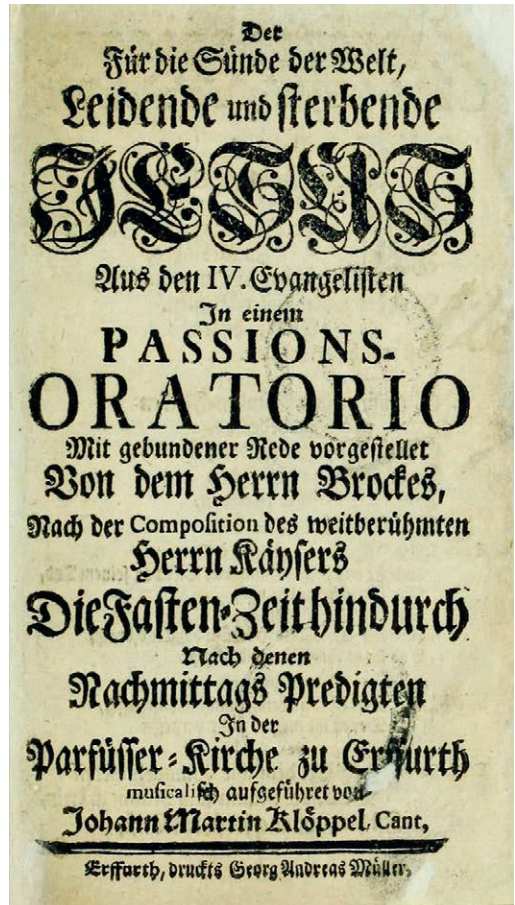 Der
Für die Sünde der Welt,
Leidende und sterbende
JESUS
Aus den IV. Evangelisten
In einem
PASSIONS-
ORATORIO
Mit gebundener Rede vorgestellet
Von dem Herrn Brockes,
Nach der Composition des weitberühmten
Herrn Käysers
Die Fasten-Zeit hindurch
Nach denen
Nachmittags Predigten
In der
Parfüsser-Kirche zu Erffurth
musicalisch aufgeführet von
Johann Martin Klöppel, Cant,
Erffurth, druckts Georg Andreas Müller.